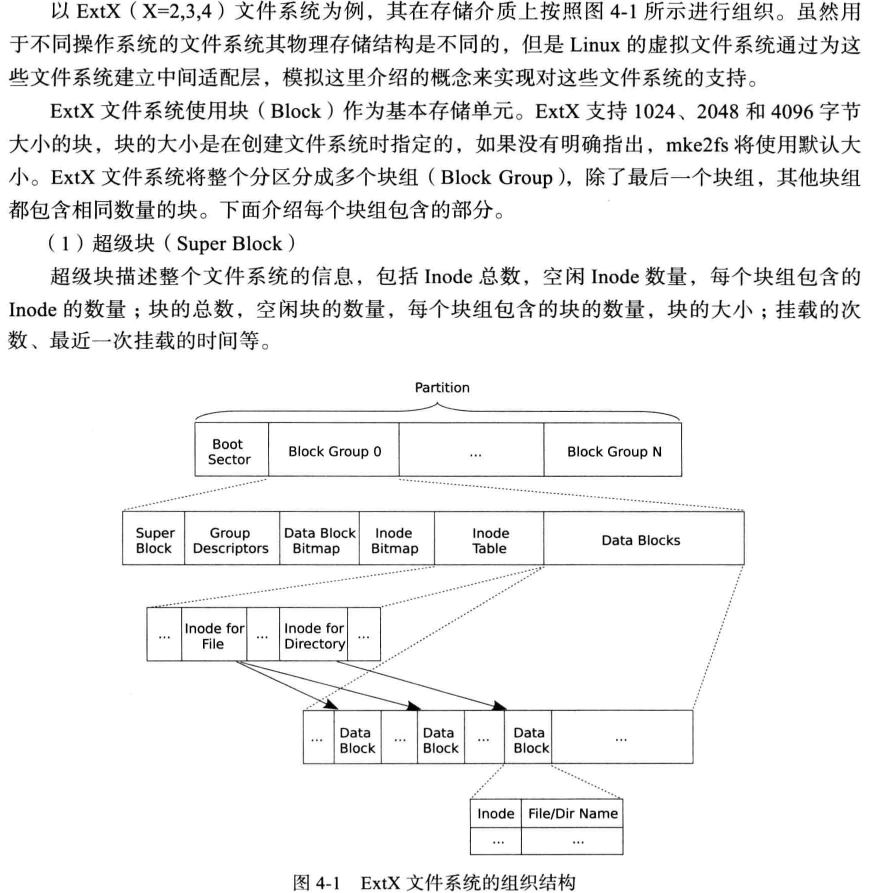 以 ExtX（X=2,3,4）文件系统为例，其在存储介质上按照图 4-1 所示进行组织。虽然用
于不同操作系统的文件系统其物理存储结构是不同的，但是 Linux 的虚拟文件系统通过为这
些文件系统建立中间适配层，模拟这里介绍的概念来实现对这些文件系统的支持。
ExtX 文件系统使用块（Block）作为基本存储单元。ExtX 支持 1024、2048 和 4096 字节
大小的块，块的大小是在创建文件系统时指定的，如果没有明确指出，mke2fs 将使用默认大
小。ExtX 文件系统将整个分区分成多个块组（Block Group），除了最后一个块组，其他块组
都包含相同数量的块。下面介绍每个块组包含的部分。
（1）超级块（Super Block）
超级块描述整个文件系统的信息，包括 Inode 总数，空闲 Inode 数量，每个块组包含的
Inode 的数量；块的总数，空闲块的数量，每个块组包含的块的数量，块的大小；挂载的次
数、最近一次挂载的时间等。
Partition
Boot
Sector
Block Group 0
...
Block Group N
Super
Block
Group
Descriptors
Data Block
Bitmap
Inode
Bitmap
Inode
Table
Data Blocks
...
Inode for
File
...
Inode for
Directory
...
...
Data
Block
...
Data
Block
...
Data
Block
...
Inode
File/Dir Name
...
...
图 4-1 ExtX 文件系统的组织结构